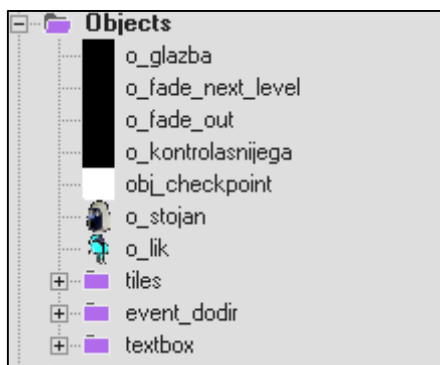 Objects
o_glazba
o_fade_next_level
o_fade_out
o_kontrolasnijega
obj_checkpoint
o_stojan
o_lik
tiles
event_dodir
textbox